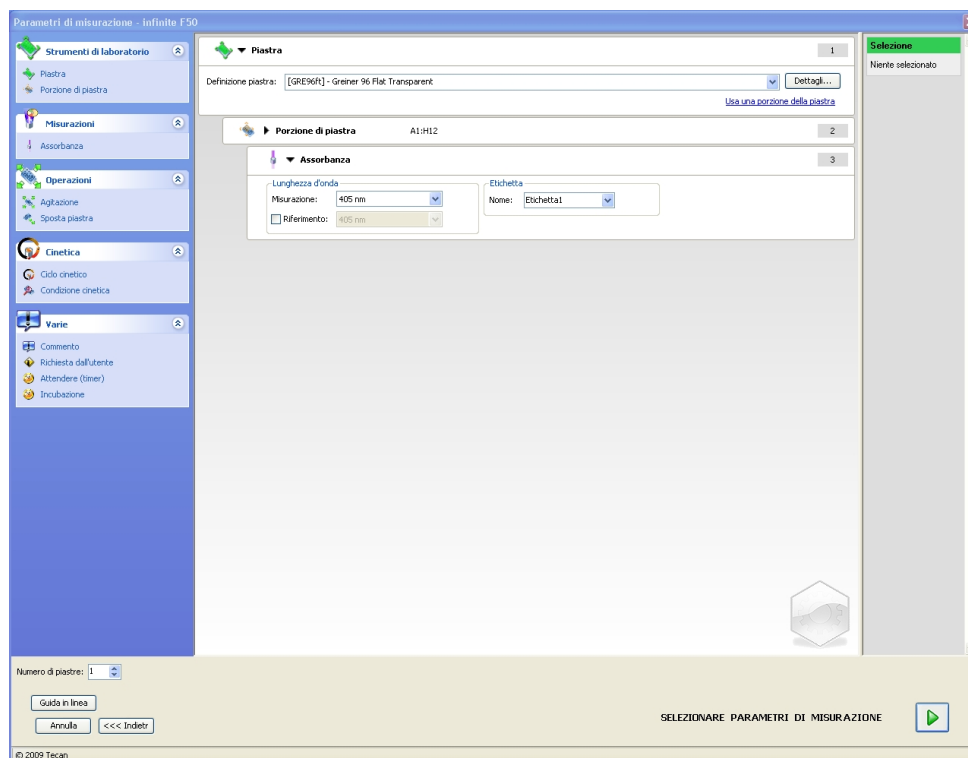 Parametri di misurazione - infinite F50
Strumenti di laboratorio
Piastra
Porzione di piastra
Misurazioni
Assorbanza
Operazioni
Agitazione
Sposta piastra
Cinetica
Ciclo cinetico
Condizione cinetica
Varie
Commento
Richiesta dall'utente
Attendere (timer)
Incubazione
Piastra 1
Definizione piastra: [GRE96ft] - Greiner 96 Flat Transparent Dettagli...
Usa una porzione della piastra
Porzione di piastra A1:H12 2
Assorbanza 3
Lunghezza d'onda
Misurazione: 405 nm
Riferimento: 405 nm
Etichetta
Nome: Etichetta1
Selezione
Niente selezionato
Numero di piastre: 1
Guida in linea
Annulla <<< Indietr
SELEZIONARE PARAMETRI DI MISURAZIONE
© 2009 Tecan